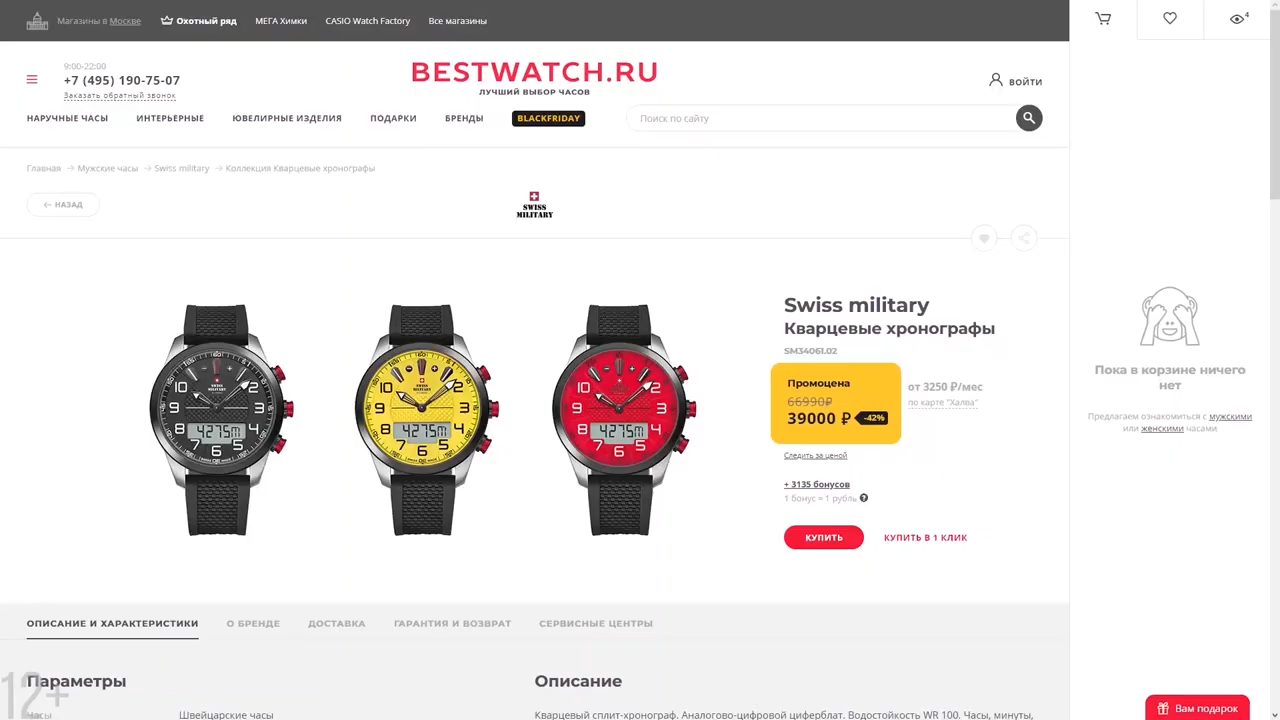 Магазины в Москве
Охотный ряд
МЕГА Химки
CASIO Watch Factory
Все магазины
4
9:00-22:00
+7 (495) 190-75-07
Заказать обратный звонок
BESTWATCH.RU
ЛУЧШИЙ ВЫБОР ЧАСОВ
ВОЙТИ
НАРУЧНЫЕ ЧАСЫ
ИНТЕРЬЕРНЫЕ
ЮВЕЛИРНЫЕ ИЗДЕЛИЯ
ПОДАРКИ
БРЕНДЫ
BLACKFRIDAY
Поиск по сайту
Главная → Мужские часы → Swiss military → Коллекция Кварцевые хронографы
← НАЗАД
SWISS
MILITARY
Swiss military
Кварцевые хронографы
SM34061.02
Промоцена
66990₽
39000 ₽ -42%
от 3250 ₽/мес
по карте "Халва"
Следить за ценой
+ 3135 бонусов
1 бонус = 1 рубль ?
КУПИТЬ
КУПИТЬ В 1 КЛИК
Пока в корзине ничего
нет
Предлагаем ознакомиться с мужскими
или женскими часами
ОПИСАНИЕ И ХАРАКТЕРИСТИКИ
О БРЕНДЕ
ДОСТАВКА
ГАРАНТИЯ И ВОЗВРАТ
СЕРВИСНЫЕ ЦЕНТРЫ
Параметры
Описание
12+
Часы
Швейцарские часы
Кварцевый сплит-хронограф. Аналогово-цифровой циферблат. Водостойкость WR 100. Часы, минуты,
Вам подарок